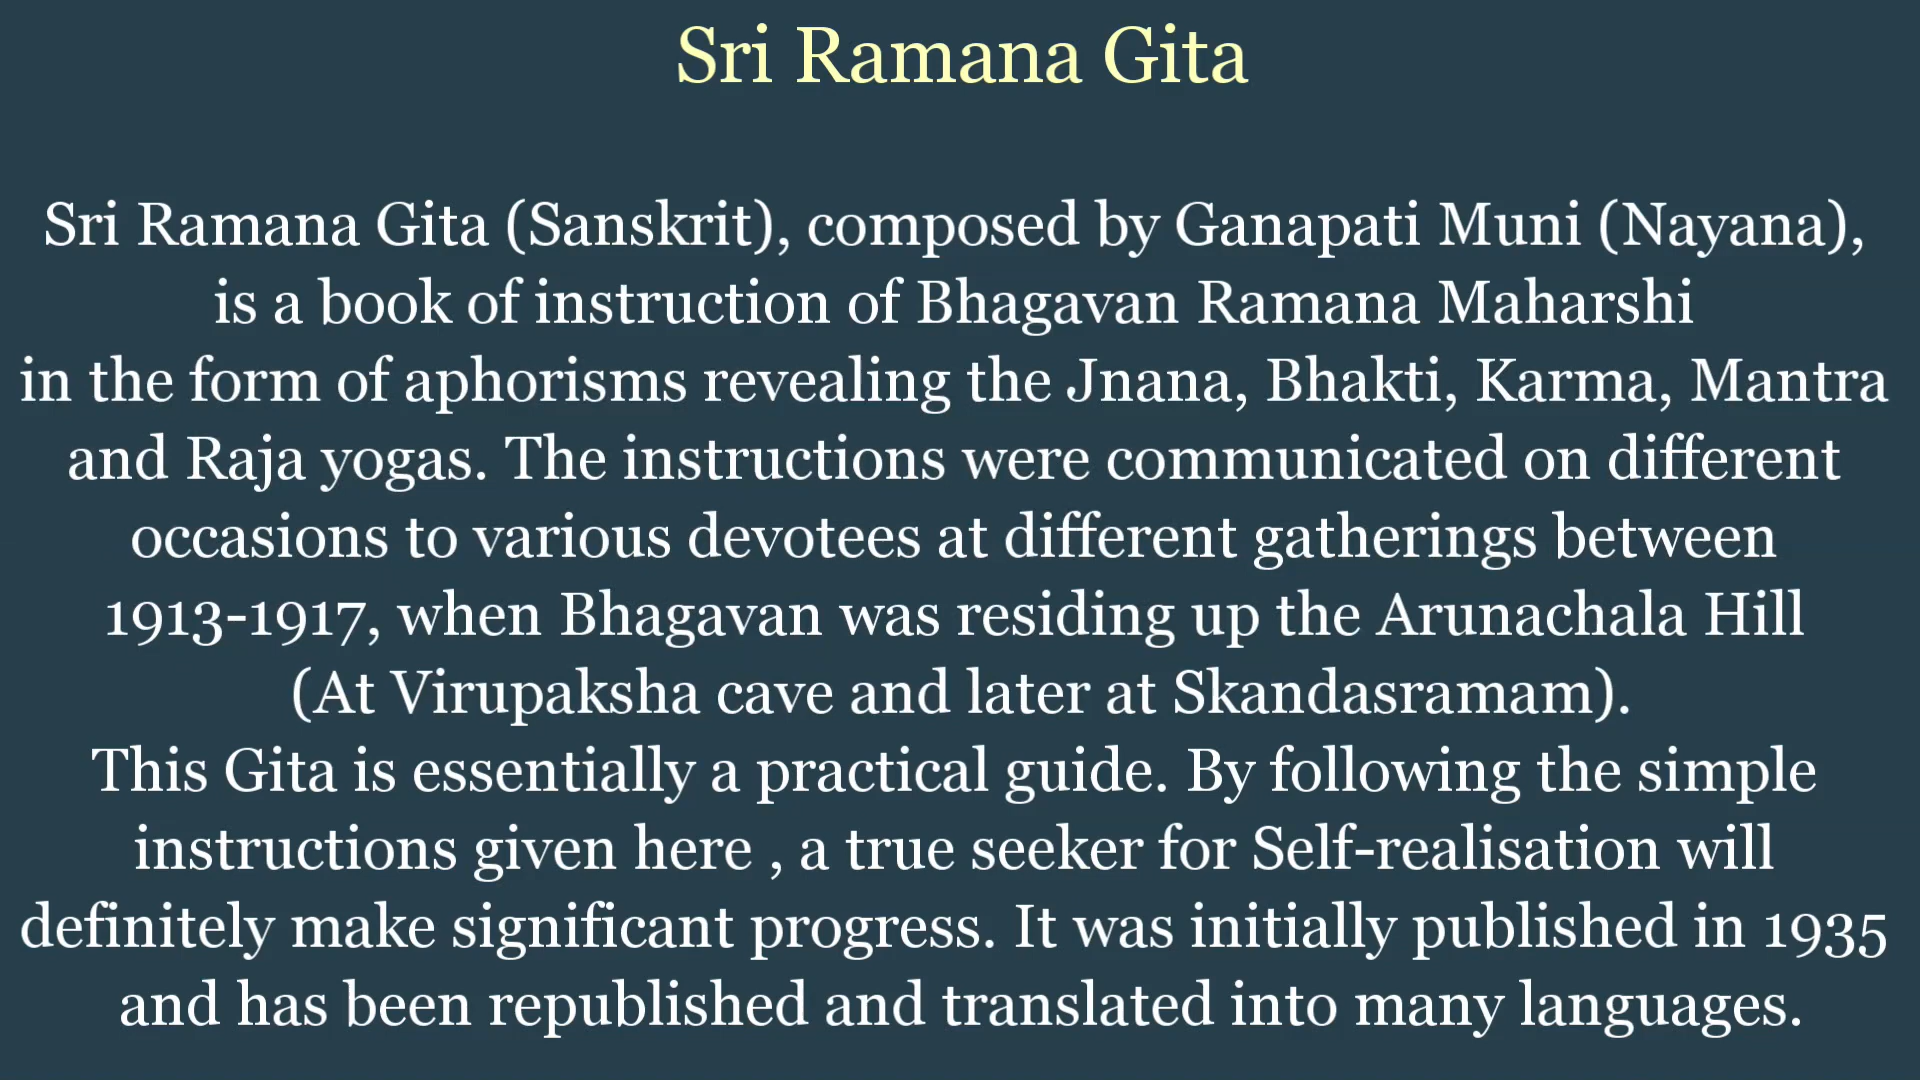 Sri Ramana Gita
Sri Ramana Gita (Sanskrit), composed by Ganapati Muni (Nayana),
is a book of instruction of Bhagavan Ramana Maharshi
in the form of aphorisms revealing the Jnana, Bhakti, Karma, Mantra
and Raja yogas. The instructions were communicated on different
occasions to various devotees at different gatherings between
1913-1917, when Bhagavan was residing up the Arunachala Hill
(At Virupaksha cave and later at Skandasramam).
This Gita is essentially a practical guide. By following the simple
instructions given here , a true seeker for Self-realisation will
definitely make significant progress. It was initially published in 1935
and has been republished and translated into many languages.